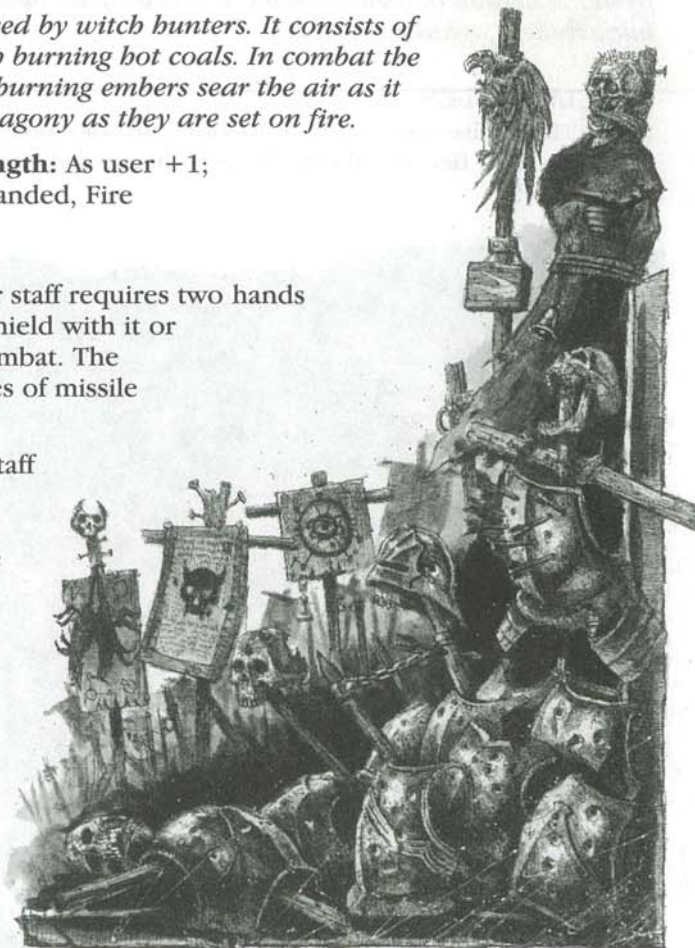 ed by witch hunters. It consists of
burning hot coals. In combat the
burning embers sear the air as it
agony as they are set on fire.
ngth: As user +1;
anded, Fire
r staff requires two hands
hield with it or
mbat. The
es of missile
taff